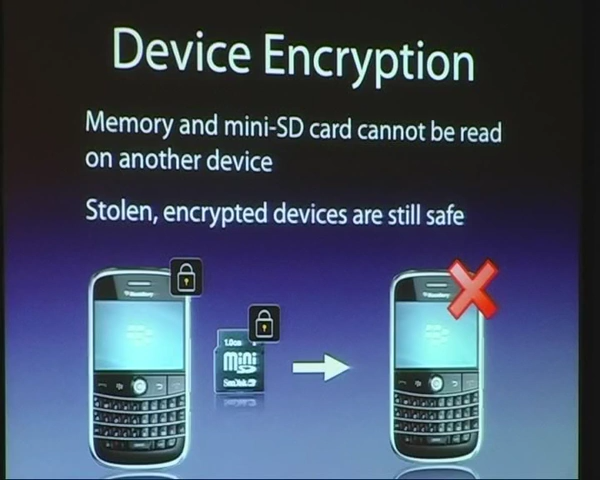 Device Encryption
Memory and mini-SD card cannot be read
on another device
Stolen, encrypted devices are still safe
BlackBerry
1.0GB
mini
SD
SanDisk
BlackBerry